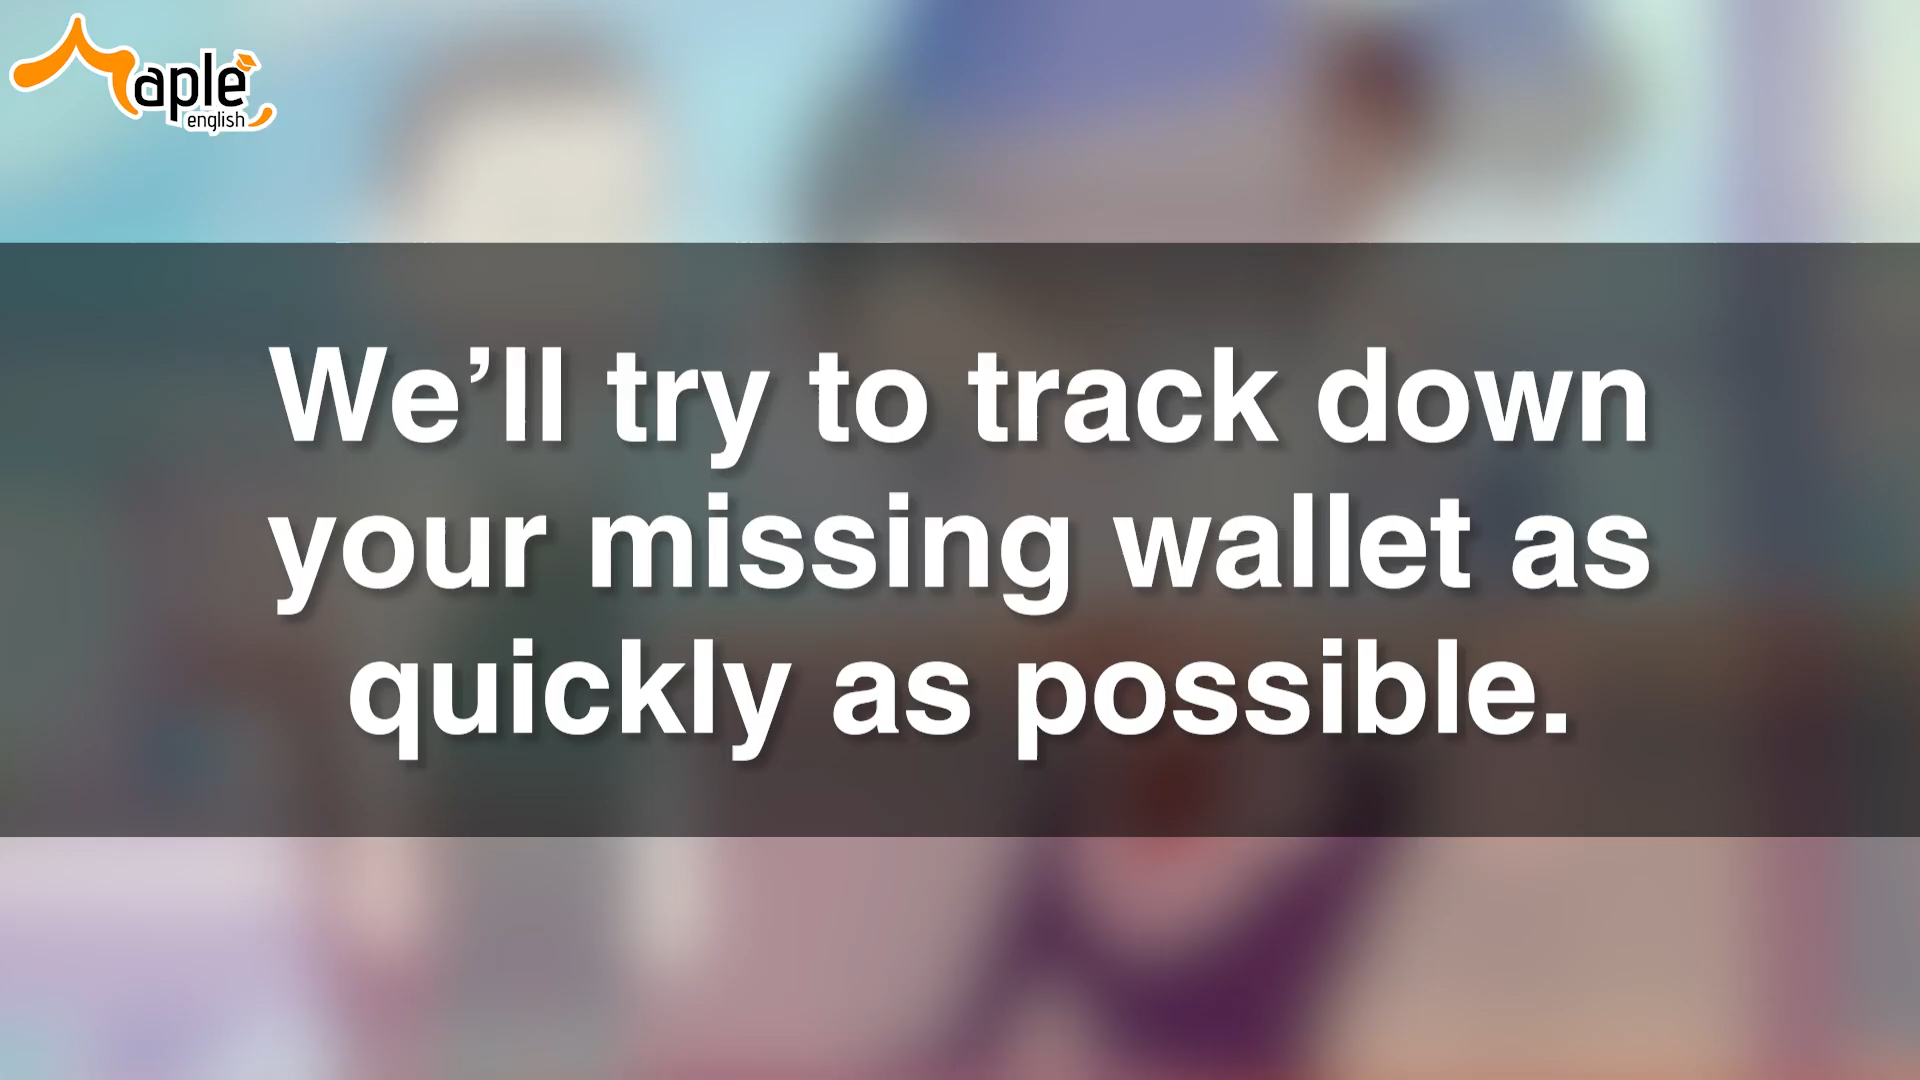 Maple
english
We’ll try to track down
your missing wallet as
quickly as possible.